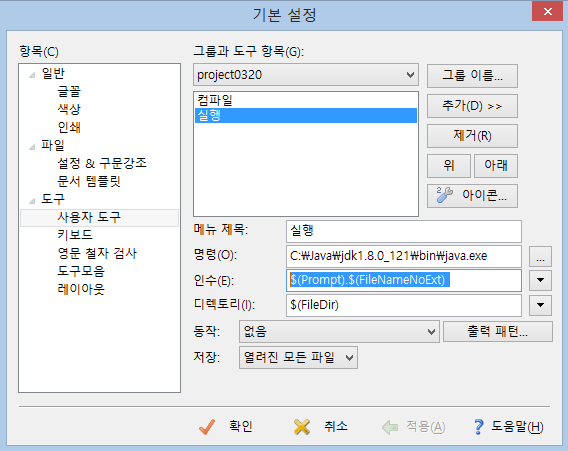 기본 설정
항목(C)
일반
글꼴
색상
인쇄
파일
설정 & 구문강조
문서 템플릿
도구
사용자 도구
키보드
영문 철자 검사
도구모음
레이아웃
그룹과 도구 항목(G):
project0320
그룹 이름...
컴파일
실행
추가(D) >>
제거(R)
위
아래
아이콘...
메뉴 제목:
실행
명령(O):
C:₩Java₩jdk1.8.0_121₩bin₩java.exe
...
인수(E):
$(Prompt).$(FileNameNoExt)
디렉토리(I):
$(FileDir)
동작:
없음
출력 패턴...
저장:
열려진 모든 파일
확인
취소
적용(A)
도움말(H)